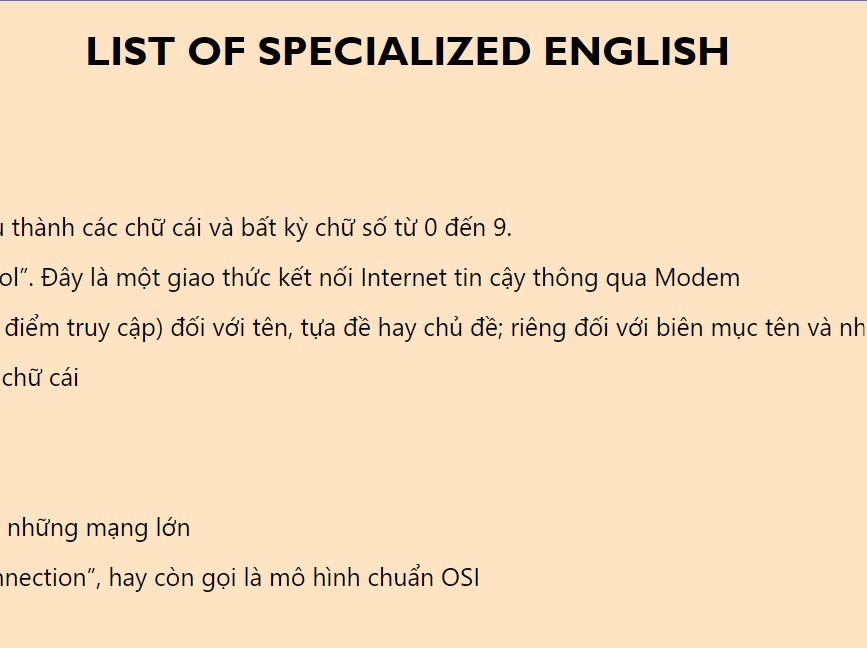 LIST OF SPECIALIZED ENGLISH
thành các chữ cái và bất kỳ chữ số từ 0 đến 9.
ol”. Đây là một giao thức kết nối Internet tin cậy thông qua Modem
điểm truy cập) đối với tên, tựa đề hay chủ đề; riêng đối với biên mục tên và nh
chữ cái
những mạng lớn
nnection”, hay còn gọi là mô hình chuẩn OSI